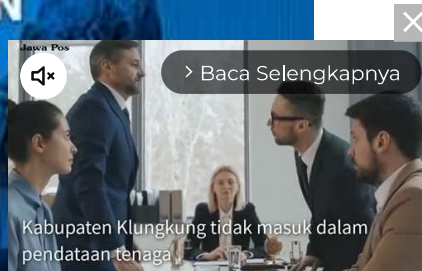 N
Jawa Pos
> Baca Selengkapnya
Kabupaten Klungkung tidak masuk dalam
pendataan tenaga